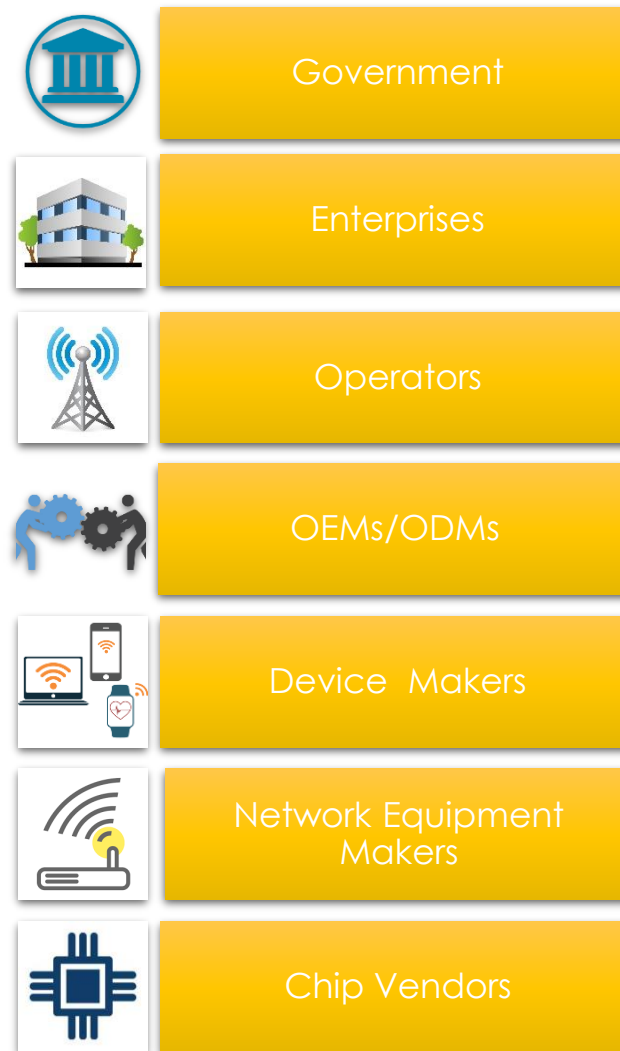 Government
Enterprises
Operators
OEMs/ODMs
Device  Makers
Network Equipment
Makers
Chip Vendors